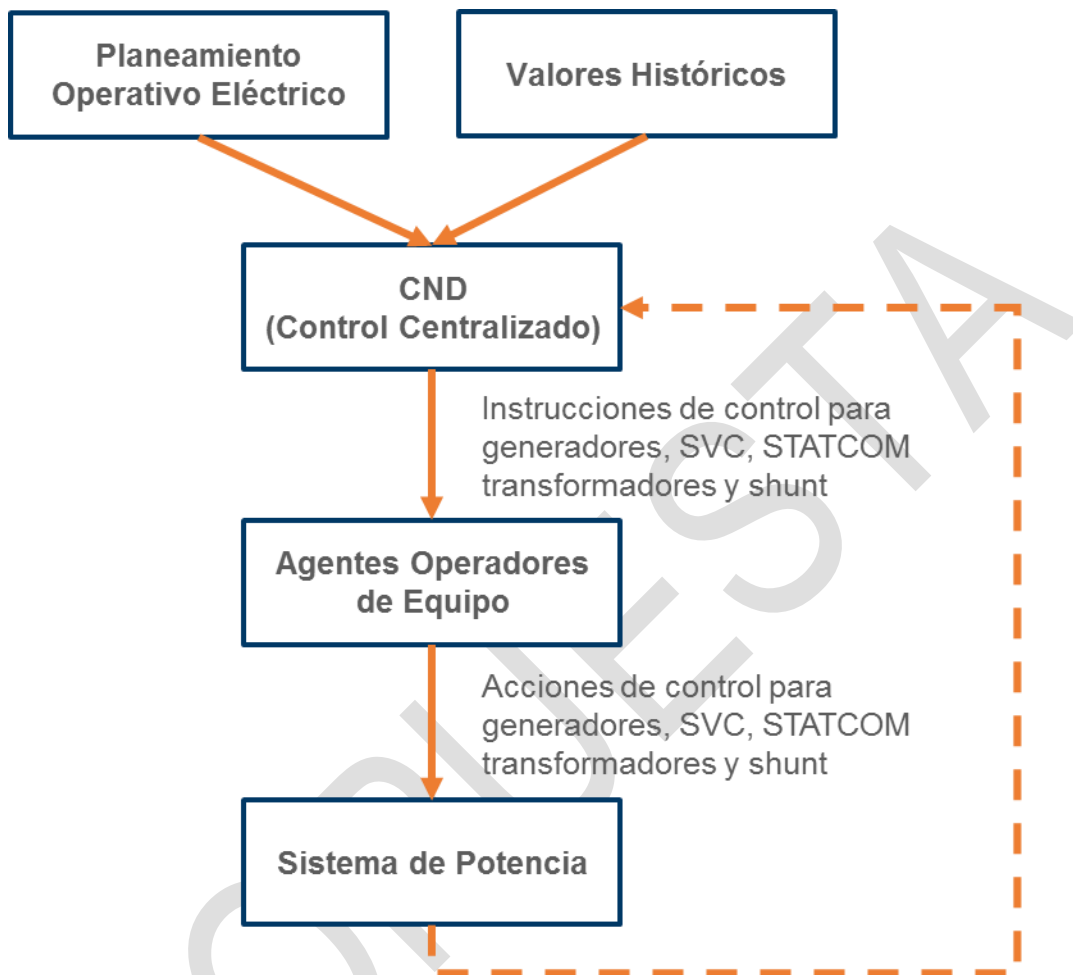 Planeamiento
Operativo Eléctrico
Valores Históricos
CND
(Control Centralizado)
Instrucciones de control para
generadores, SVC, STATCOM
transformadores y shunt
Agentes Operadores
de Equipo
Acciones de control para
generadores, SVC, STATCOM
transformadores y shunt
Sistema de Potencia
OPUESTA